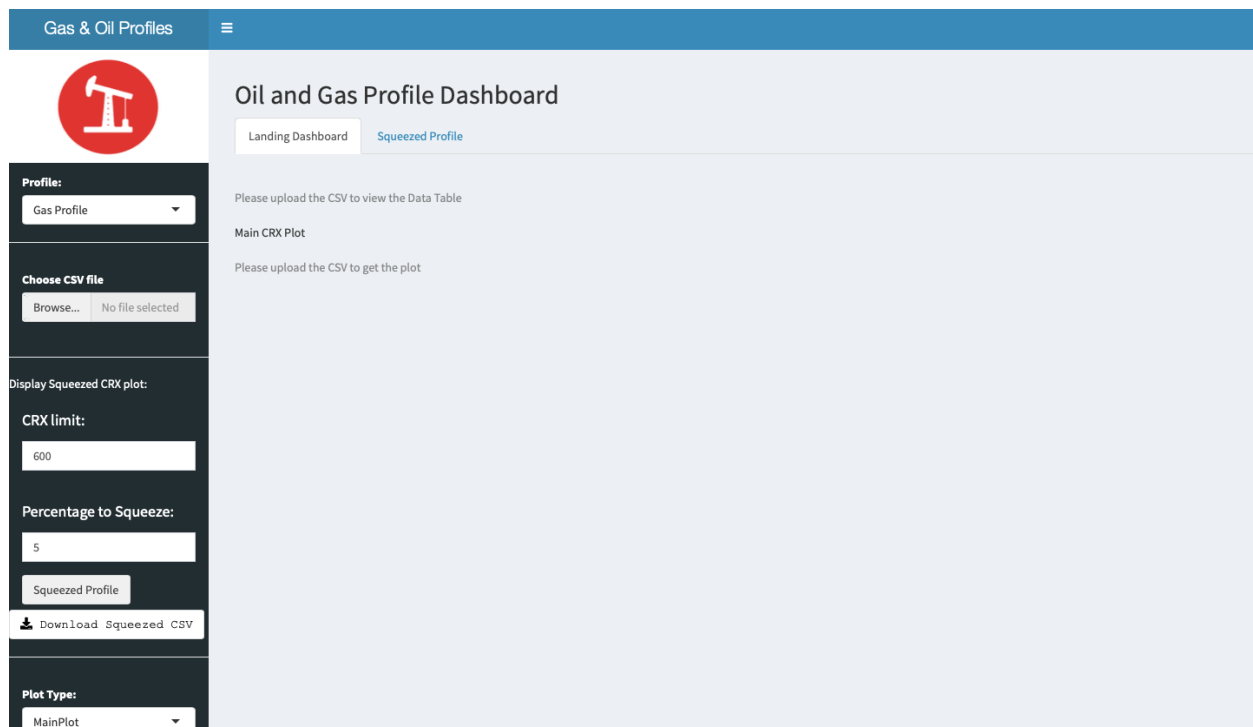 Gas & Oil Profiles
Oil and Gas Profile Dashboard
Landing Dashboard
Squeezed Profile
Profile:
Gas Profile
Please upload the CSV to view the Data Table
Main CRX Plot
Please upload the CSV to get the plot
Choose CSV file
Browse... No file selected
Display Squeezed CRX plot:
CRX limit:
600
Percentage to Squeeze:
5
Squeezed Profile
Download Squeezed CSV
Plot Type:
MainPlot